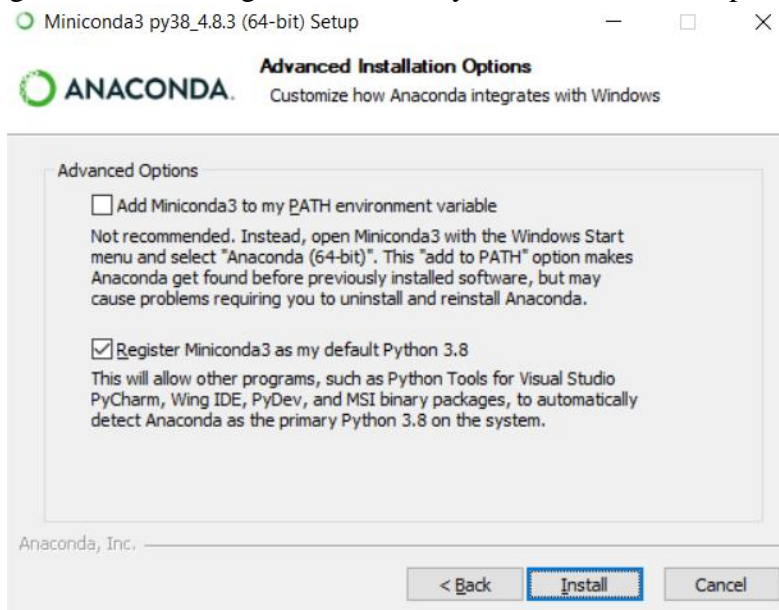 Miniconda3 py38_4.8.3 (64-bit) Setup
ANACONDA.
Advanced Installation Options
Customize how Anaconda integrates with Windows
Advanced Options
Add Miniconda3 to my PATH environment variable
Not recommended. Instead, open Miniconda3 with the Windows Start
menu and select "Anaconda (64-bit)". This "add to PATH" option makes
Anaconda get found before previously installed software, but may
cause problems requiring you to uninstall and reinstall Anaconda.
Register Miniconda3 as my default Python 3.8
This will allow other programs, such as Python Tools for Visual Studio
PyCharm, Wing IDE, PyDev, and MSI binary packages, to automatically
detect Anaconda as the primary Python 3.8 on the system.
Anaconda, Inc.
< Back Install Cancel